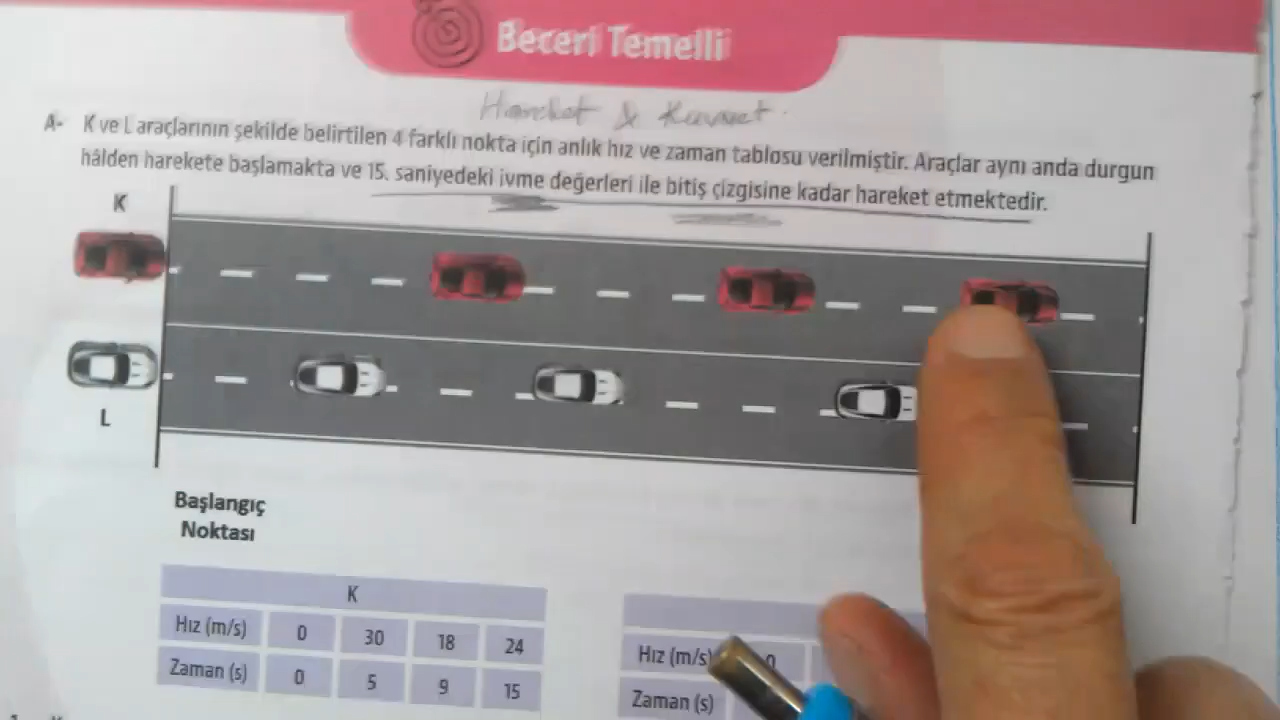 Beceri Temelli
Hareket & Kuvvet.
A- K ve L araçlarının şekilde belirtilen 4 farklı nokta için anlık hız ve zaman tablosu verilmiştir. Araçlar aynı anda durgun
hâlden harekete başlamakta ve 15. saniyedeki ivme değerleri ile bitiş çizgisine kadar hareket etmektedir.
K
L
Başlangıç
Noktası
K
Hız (m/s) 0 30 18 24
Zaman (s) 0 5 9 15
Hız (m/s) 0
Zaman (s)